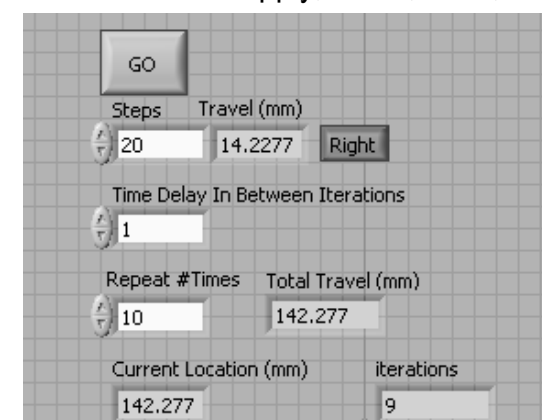 GO
Steps Travel (mm)
20 14.2277 Right
Time Delay In Between Iterations
1
Repeat #Times Total Travel (mm)
10 142.277
Current Location (mm) iterations
142.277 9